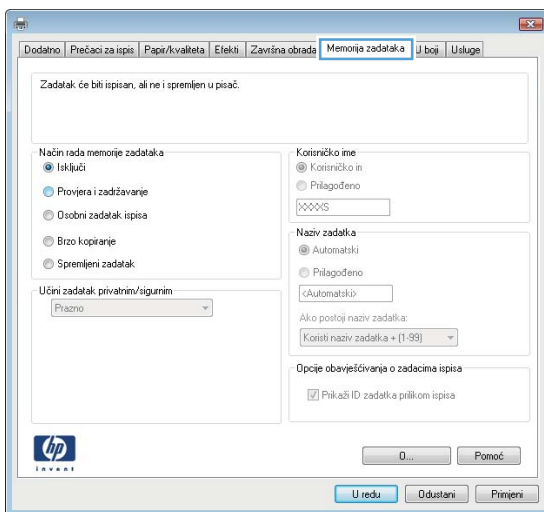 Dodatno Prečaci za ispis Papir/kvaliteta Efekti Završna obrada Memorija zadataka U boji Usluge
Zadatak će biti ispisan, ali ne i spremljen u pisač.
Način rada memorije zadataka
Isključi
Provjera i zadržavanje
Osobni zadatak ispisa
Brzo kopiranje
Spremljeni zadatak
Učini zadatak privatnim/sigurnim
Prazno
Korisničko ime
Korisničko in
Prilagođeno
XXXXS
Naziv zadatka
Automatski
Prilagođeno
<Automatski>
Ako postoji naziv zadatka:
Koristi naziv zadatka + (1-99)
Opcije obavješćivanja o zadacima ispisa
Prikaži ID zadatka prilikom ispisa
hp
invent
O... Pomoć
U redu Odustani Primjeni